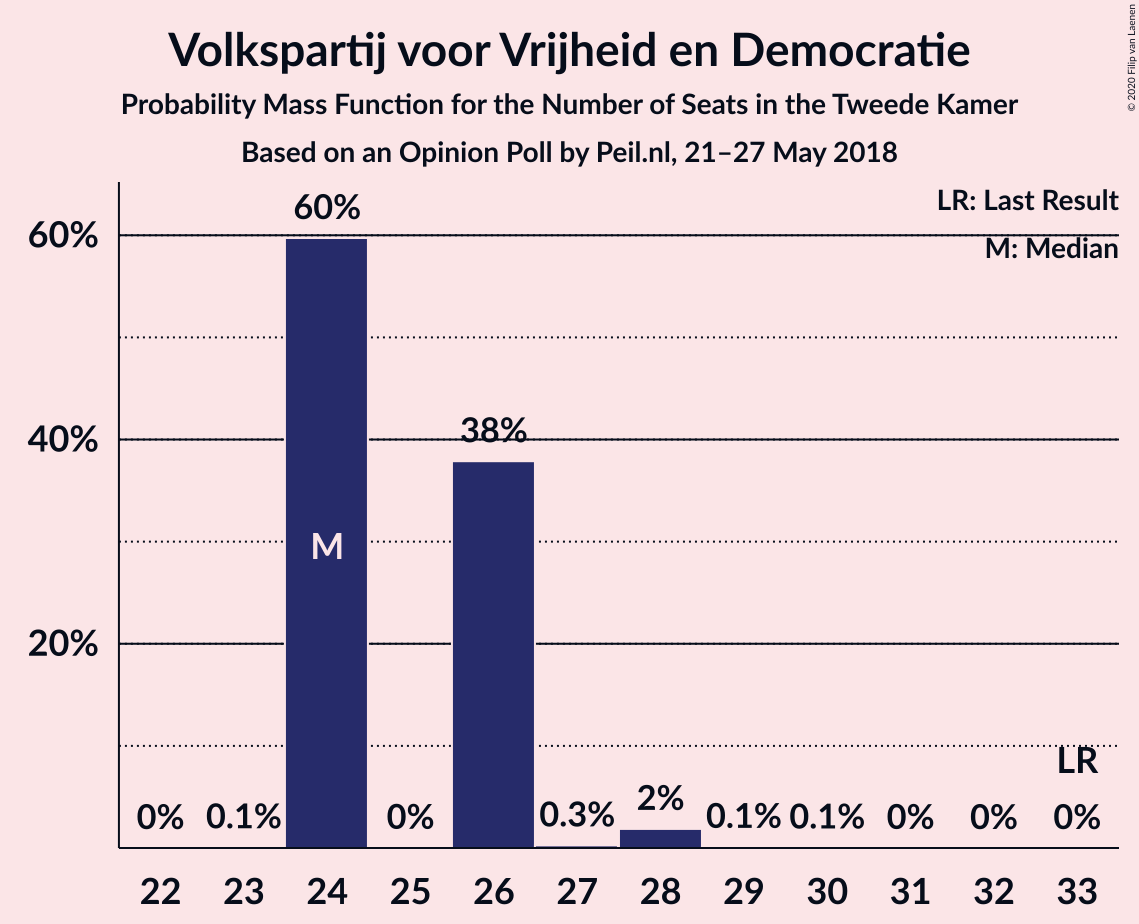 Volkspartij voor Vrijheid en Democratie
Probability Mass Function for the Number of Seats in the Tweede Kamer
Based on an Opinion Poll by Peil.nl, 21–27 May 2018
© 2020 Filip van Laenen
LR: Last Result
M: Median
60%
40%
20%
0% 0.1% 60% 0% 38% 0.3% 2% 0.1% 0.1% 0% 0% 0%
M
LR
22 23 24 25 26 27 28 29 30 31 32 33